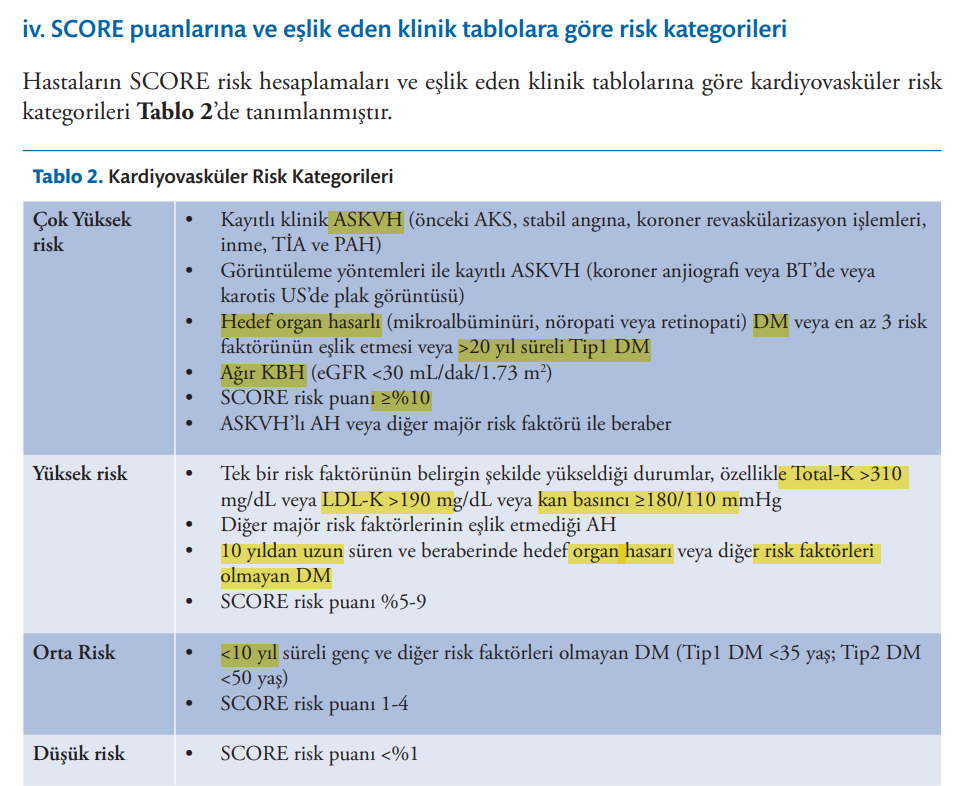 iv. SCORE puanlarına ve eşlik eden klinik tablolara göre risk kategorileri
Hastaların SCORE risk hesaplamaları ve eşlik eden klinik tablolarına göre kardiyovasküler risk
kategorileri Tablo 2’de tanımlanmıştır.
Tablo 2. Kardiyovasküler Risk Kategorileri
Çok Yüksek
risk
• Kayıtlı klinik ASKVH (önceki AKS, stabil angına, koroner revaskülarizasyon işlemleri,
inme, TİA ve PAH)
• Görüntüleme yöntemleri ile kayıtlı ASKVH (koroner anjiografi veya BT’de veya
karotis US’de plak görüntüsü)
• Hedef organ hasarlı (mikroalbüminüri, nöropati veya retinopati) DM veya en az 3 risk
faktörünün eşlik etmesi veya >20 yıl süreli Tip1 DM
• Ağır KBH (eGFR <30 mL/dak/1.73 m²)
• SCORE risk puanı ≥%10
• ASKVH’lı AH veya diğer majör risk faktörü ile beraber
Yüksek risk
• Tek bir risk faktörünün belirgin şekilde yükseldiği durumlar, özellikle Total-K >310
mg/dL veya LDL-K >190 mg/dL veya kan basıncı ≥180/110 mmHg
• Diğer majör risk faktörlerinin eşlik etmediği AH
• 10 yıldan uzun süren ve beraberinde hedef organ hasarı veya diğer risk faktörleri
olmayan DM
• SCORE risk puanı %5-9
Orta Risk
• <10 yıl süreli genç ve diğer risk faktörleri olmayan DM (Tip1 DM <35 yaş; Tip2 DM
<50 yaş)
• SCORE risk puanı 1-4
Düşük risk
• SCORE risk puanı <%1